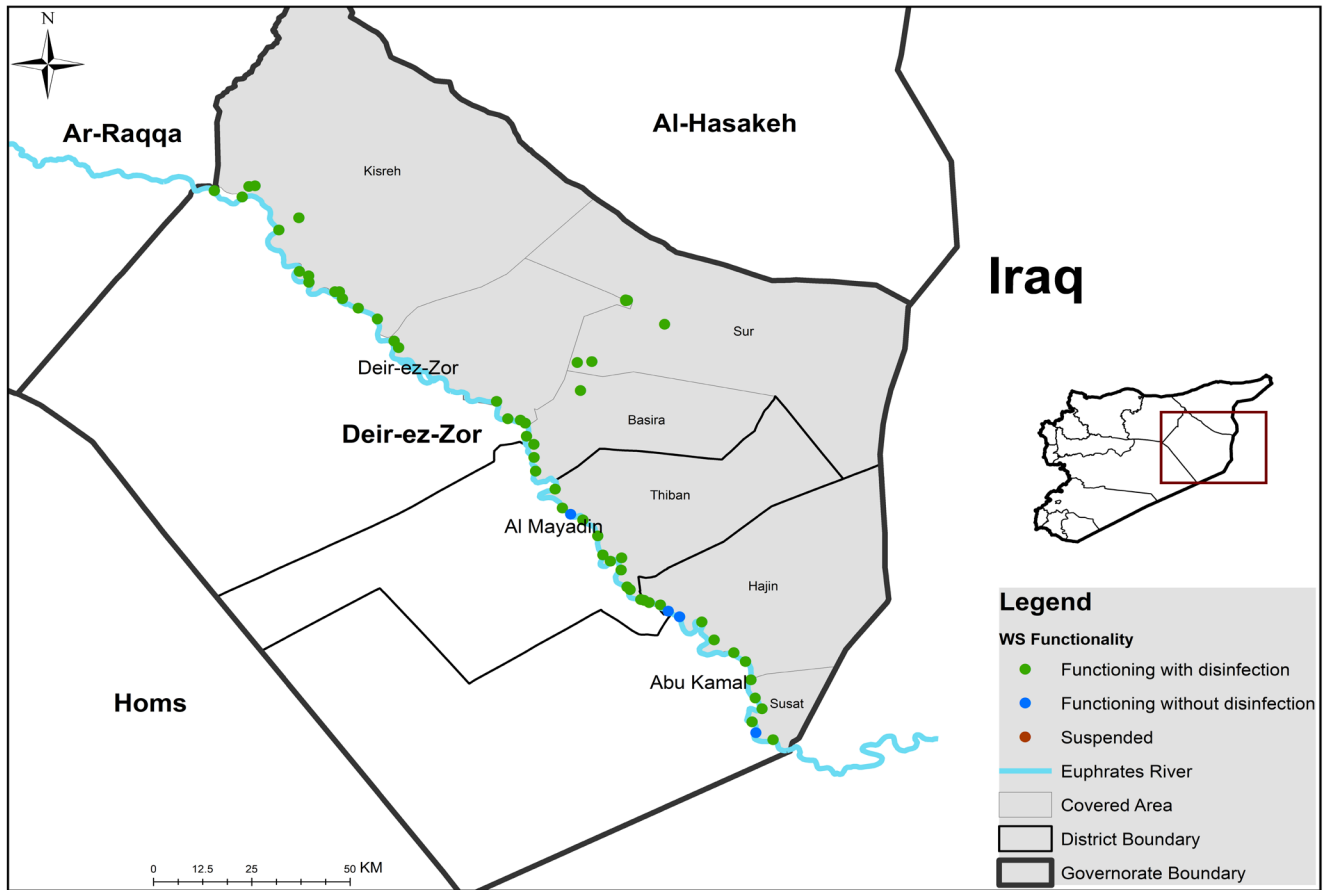 N
Ar-Raqqa
Al-Hasakeh
Kisreh
Iraq
Sur
Deir-ez-Zor
Basira
Deir-ez-Zor
Thiban
Al Mayadin
Hajin
Abu Kamal
Susat
Homs
Legend
WS Functionality
Functioning with disinfection
Functioning without disinfection
Suspended
Euphrates River
Covered Area
District Boundary
Governorate Boundary
0 12.5 25 50 KM